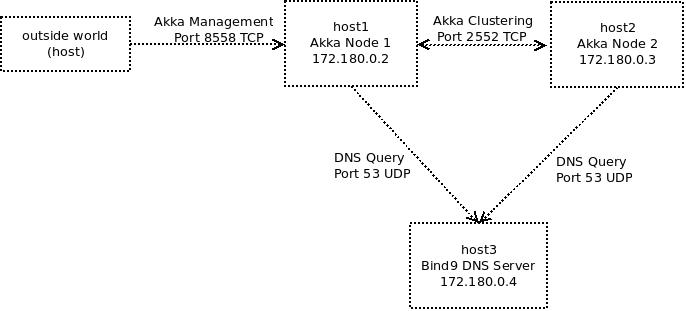 outside world
(host)
Akka Management
Port 8558 TCP
host1
Akka Node 1
172.180.0.2
Akka Clustering
Port 2552 TCP
host2
Akka Node 2
172.180.0.3
DNS Query
Port 53 UDP
DNS Query
Port 53 UDP
host3
Bind9 DNS Server
172.180.0.4